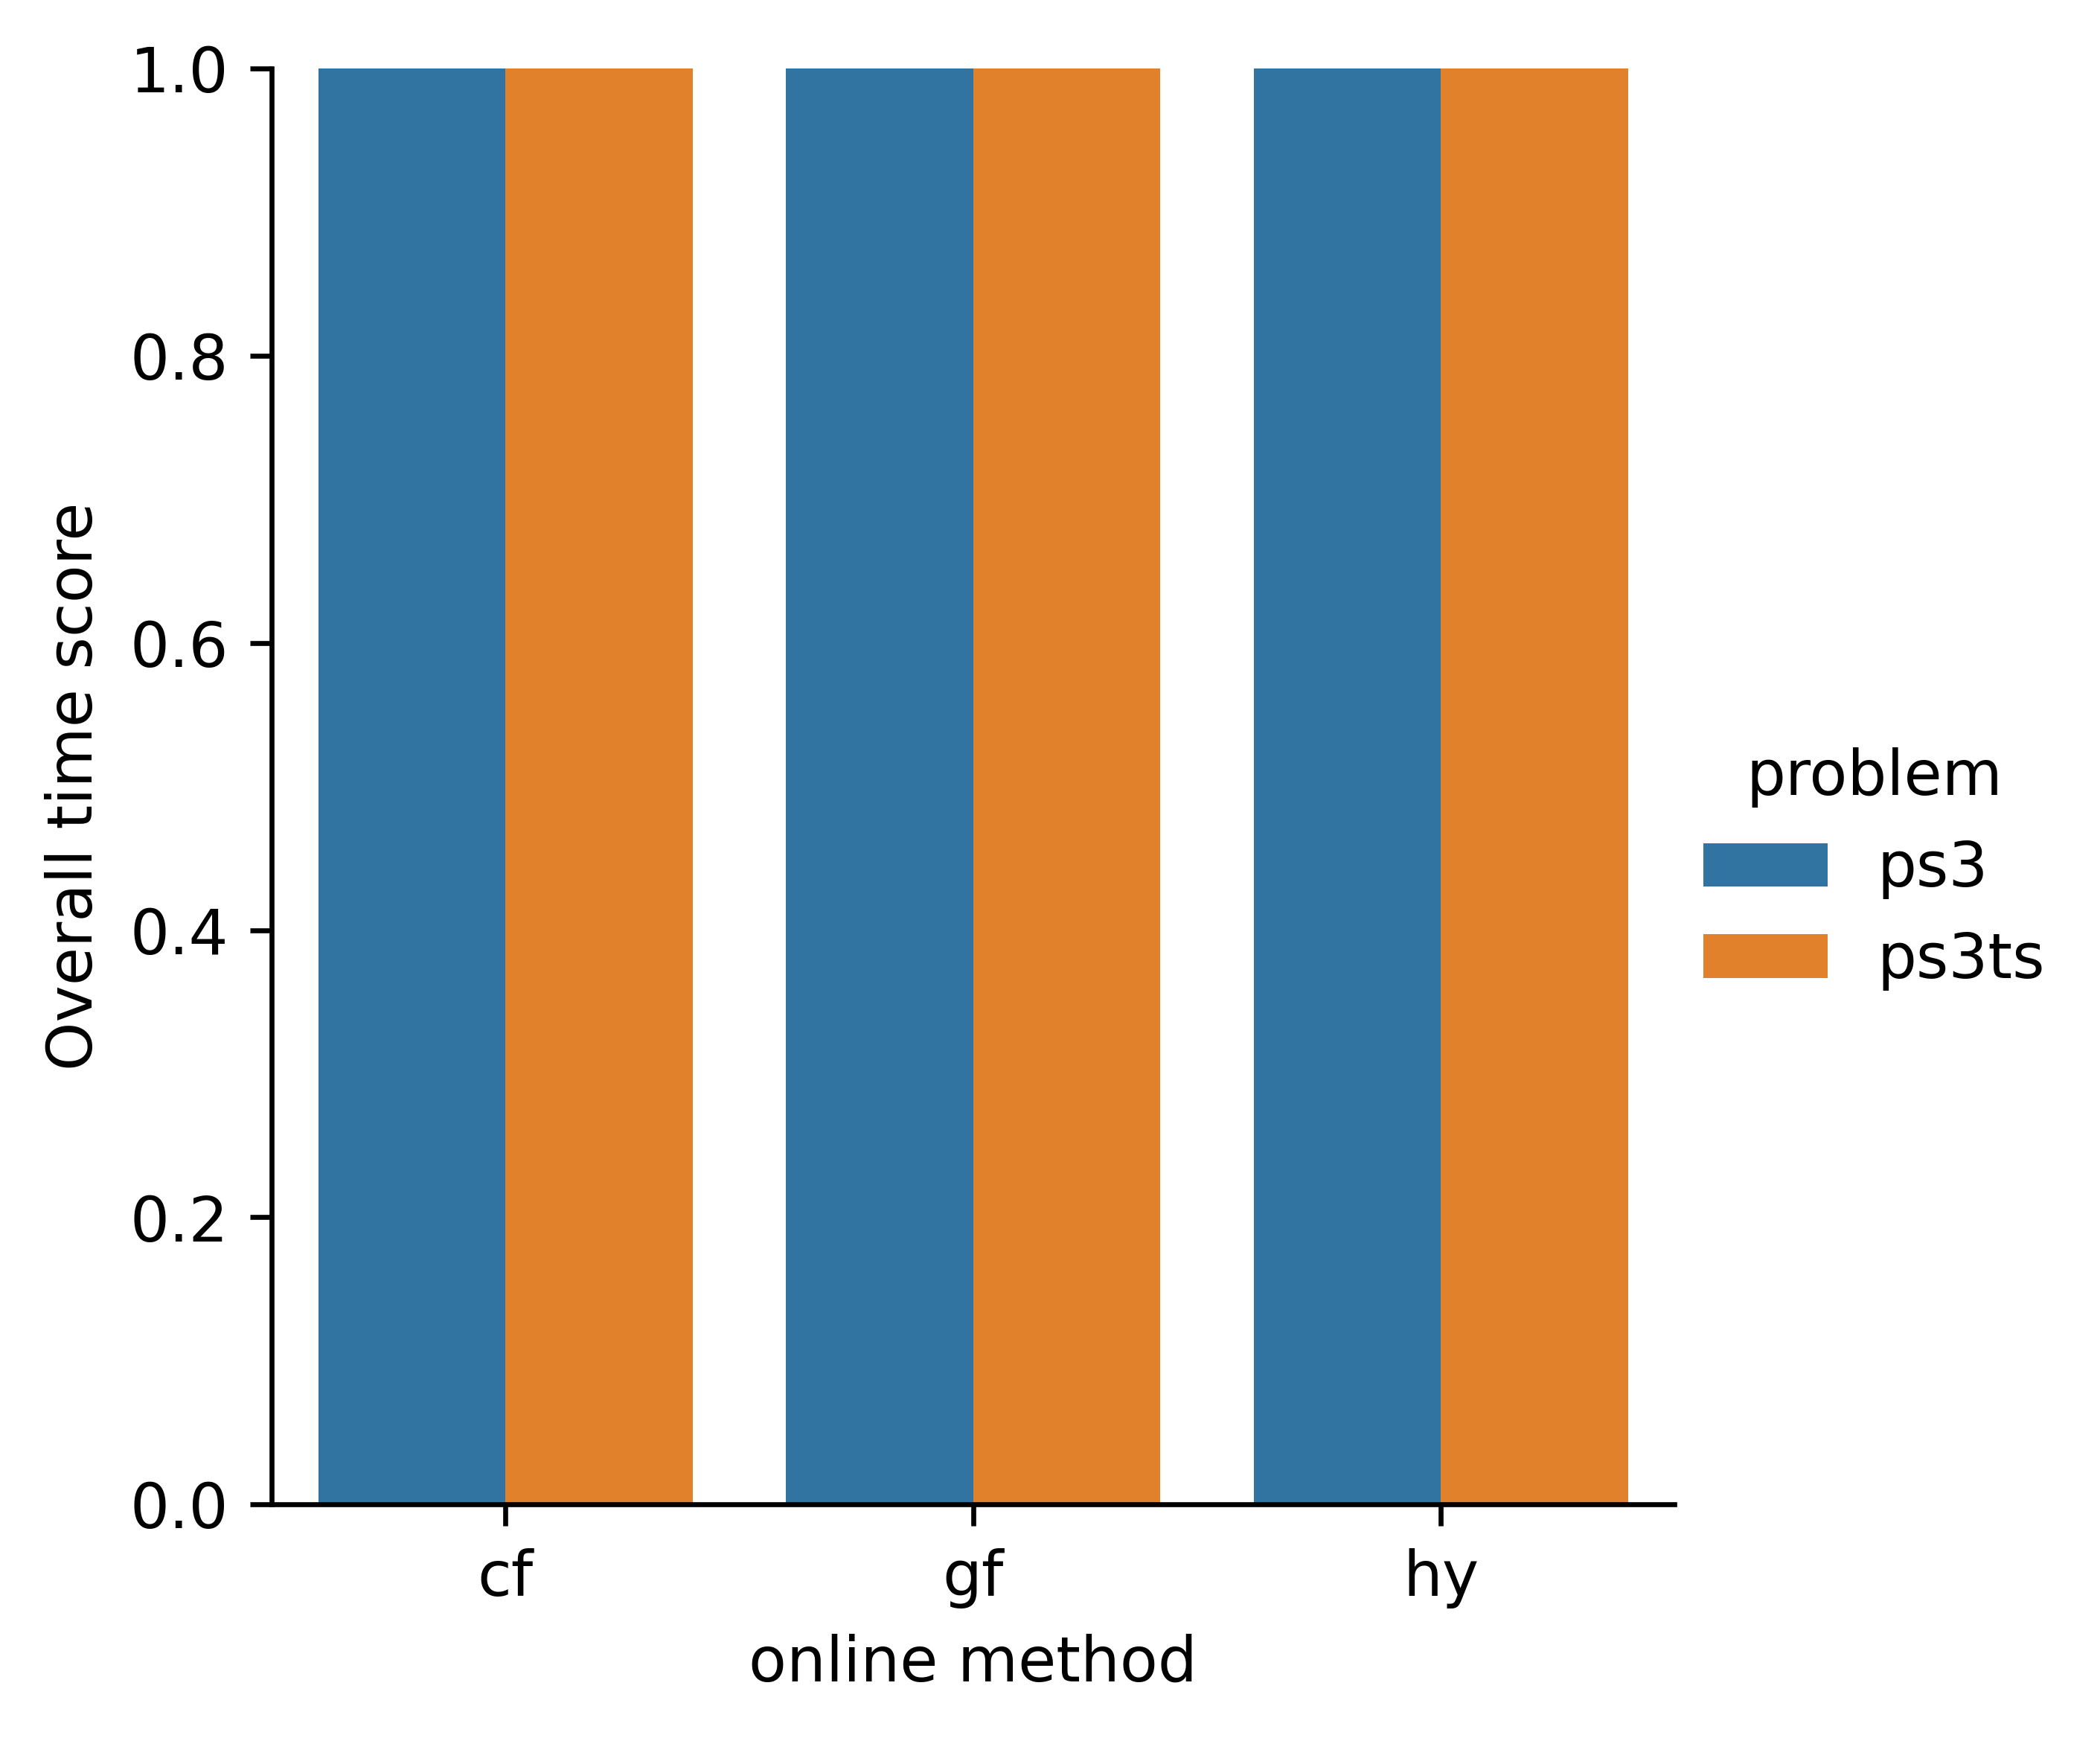 1.0
0.8
0.6
0.4
0.2
0.0
Overall time score
cf
gf
hy
online method
problem
ps3
ps3ts